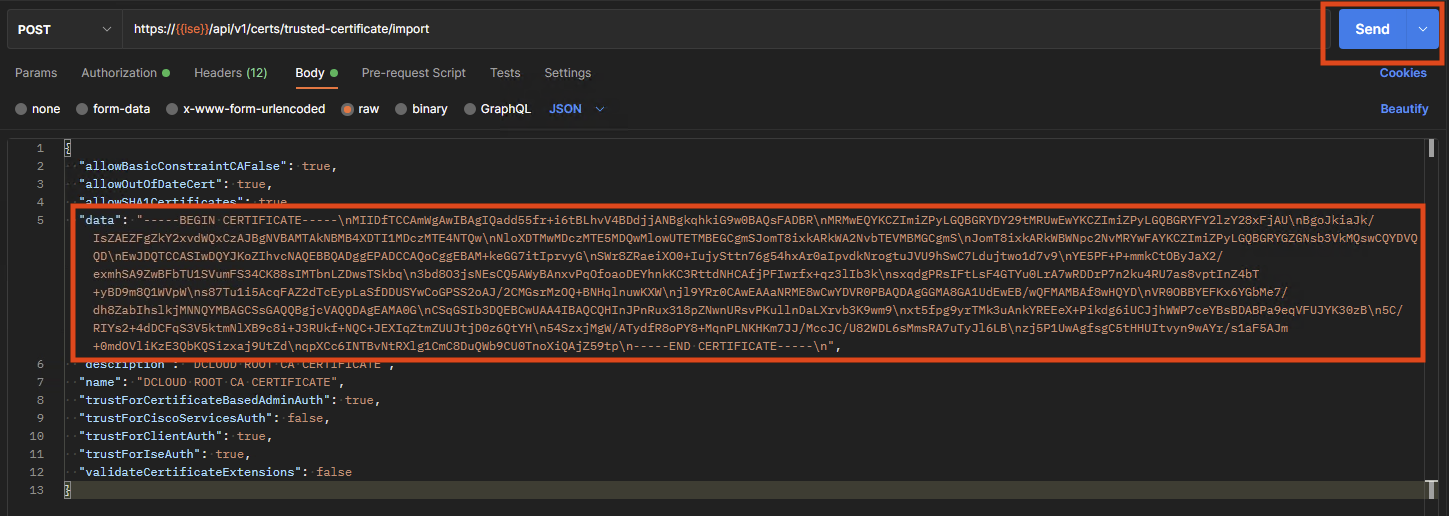 POST
https://{{ise}}/api/v1/certs/trusted-certificate/import
Send
Params Authorization Headers (12) Body Pre-request Script Tests Settings Cookies
none form-data x-www-form-urlencoded raw binary GraphQL JSON Beautify
1 {
2 "allowBasicConstraintCAFalse": true,
3 "allowOutOfDateCert": true,
4 "allowSHA1Certificates": true,
5 "data": "-----BEGIN CERTIFICATE-----\nMIIDfTCCAmWgAwIBAgIQadd55fr+i6tBLhvV4BDdjjANBgkqhkiG9w0BAQsFADBR\nMRMwEQYKCZImiZPyLGQBGRYDY29tMRUwEwYKCZImiZPyLGQBGRYFY2lzY28xFjAU\nBgoJkiaJk/
IsZAEZFgZkY2xvdWQxCzAJBgNVBAMTAkNBMB4XDTI1MDczMTE4NTQw\nNloXDTMwMDczMTE5MDQwMlowUTETMBEGCgmSJomT8ixkARkWA2NvbTEVMBMGCgmS\nJomT8ixkARkWBWNpc2NvMRYwFAYKCZImiZPyLGQBGRYGZGNsb3VkMQswCQYDVQ
QD\nEwJDQTCCASIwDQYJKoZIhvcNAQEBBQADggEPADCCAQoCggEBAM+keGG7itIprvyG\nSWr8ZRaeiXO0+IujySttn76g54hxAr0aIpvdkNrogtuJVU9hSwC7Ldujtwo1d7v9\nYE5PF+P+mmkCtOByJaX2/
exmhSA9ZwBFbTU1SVumFS34CK88sIMTbnLZDwsTSkbq\n3bd8O3jsNEsCQ5AWyBAnxvPqOfoaoDEYhnkKC3RttdNHCAfjPFIwrfx+qz3lIb3k\nsxqdgPRsIFtLsF4GTYu0LrA7wRDDrP7n2ku4RU7as8vptInZ4bT
+yBD9m8Q1WVpW\ns87Tu1i5AcqFAZ2dTcEypLaSfDDUSYwCoGPSS2oAJ/2CMGsrMzOQ+BNHqlnuwKXW\njl9YRr0CAwEAAaNRME8wCwYDVR0PBAQDAgGGMA8GA1UdEwEB/wQFMAMBAf8wHQYD\nVR0OBBYEFKx6YGbMe7/
dh8ZabIhslkjMNNQYMBAGCSsGAQQBgjcVAQQDAgEAMA0G\nCSqGSIb3DQEBCwUAA4IBAQCQHInJPnRux318pZNwnURsvPKullnDaLXrvb3K9wm9\nxt5fpg9yrTMk3uAnkYREEeX+Pikdg6iUCJjhWWP7ceYBsBDABPa9eqVFUJYK30zB\n5C/
RIYs2+4dDCFqS3V5ktmNlXB9c8i+J3RUkf+NQC+JEXIqZtmZUUJtjD0z6QtYH\n54SzxjMgW/ATydfR8oPY8+MqnPLNKHKm7JJ/MccJC/U82WDL6sMmsRA7uTyJl6LB\nzj5P1UwAgfsgC5tHHUItvyn9wAYz/s1aF5AJm
+0mdOVliKzE3QbKQSizxaj9UtZd\nqpXCc6INTBvNtRXlg1CmC8DuQWb9CU0TnoXiQAjZ59tp\n-----END CERTIFICATE-----\n",
6 "description": "DCLOUD ROOT CA CERTIFICATE",
7 "name": "DCLOUD ROOT CA CERTIFICATE",
8 "trustForCertificateBasedAdminAuth": true,
9 "trustForCiscoServicesAuth": false,
10 "trustForClientAuth": true,
11 "trustForIseAuth": true,
12 "validateCertificateExtensions": false
13 }